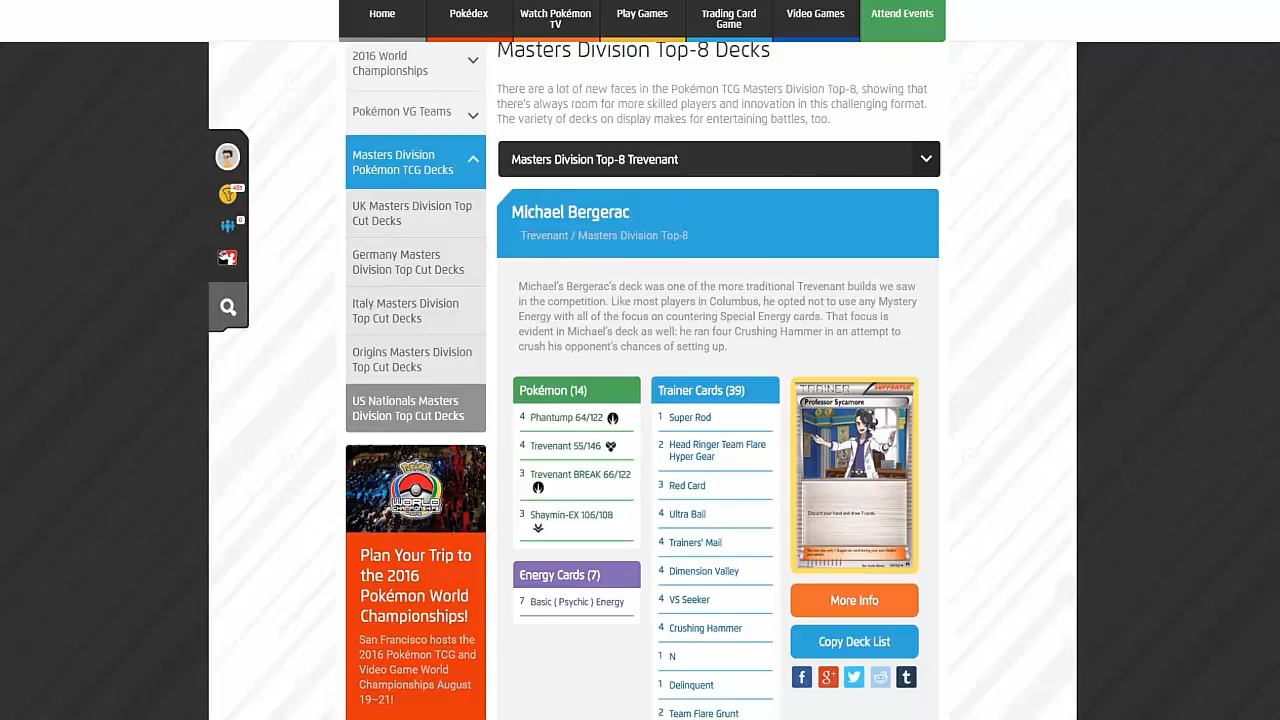 Home
Pokédex
Watch Pokémon
TV
Play Games
Trading Card
Game
Video Games
Attend Events
2016 World
Championships
Pokémon VG Teams
Masters Division
Pokémon TCG Decks
UK Masters Division Top
Cut Decks
Germany Masters
Division Top Cut Decks
Italy Masters Division
Top Cut Decks
Origins Masters Division
Top Cut Decks
US Nationals Masters
Division Top Cut Decks
Pokémon
WORLD
CHAMPIONSHIPS
Plan Your Trip to
the 2016
Pokémon World
Championships!
San Francisco hosts the
2016 Pokémon TCG and
Video Game World
Championships August
19–21!
Masters Division Top-8 Decks
There are a lot of new faces in the Pokémon TCG Masters Division Top-8, showing that
there's always room for more skilled players and innovation in this challenging format.
The variety of decks on display makes for entertaining battles, too.
Masters Division Top-8 Trevenant
Michael Bergerac
Trevenant / Masters Division Top-8
Michael's Bergerac's deck was one of the more traditional Trevenant builds we saw
in the competition. Like most players in Columbus, he opted not to use any Mystery
Energy with all of the focus on countering Special Energy cards. That focus is
evident in Michael's deck as well: he ran four Crushing Hammer in an attempt to
crush his opponent's chances of setting up.
Pokémon (14)
4 Phantump 64/122
4 Trevenant 55/146
3 Trevenant BREAK 66/122
3 Shaymin-EX 106/108
Energy Cards (7)
7 Basic ( Psychic ) Energy
Trainer Cards (39)
1 Super Rod
2 Head Ringer Team Flare
Hyper Gear
3 Red Card
4 Ultra Ball
4 Trainers' Mail
4 Dimension Valley
4 VS Seeker
4 Crushing Hammer
1 N
1 Delinquent
2 Team Flare Grunt
TRAINER
SUPPORTER
Professor Sycamore
Discard your hand and draw 7 cards.
More Info
Copy Deck List
f
g+
t